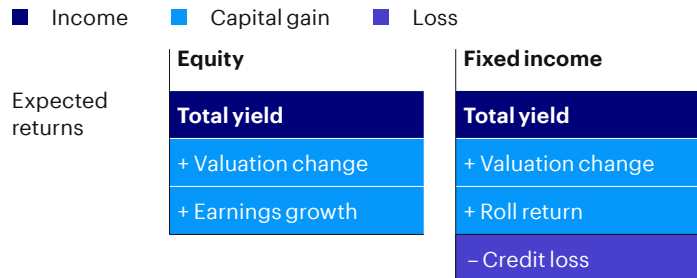 Income Capital gain Loss
Equity Fixed income
Expected
returns
Total yield Total yield
+ Valuation change + Valuation change
+ Earnings growth + Roll return
– Credit loss